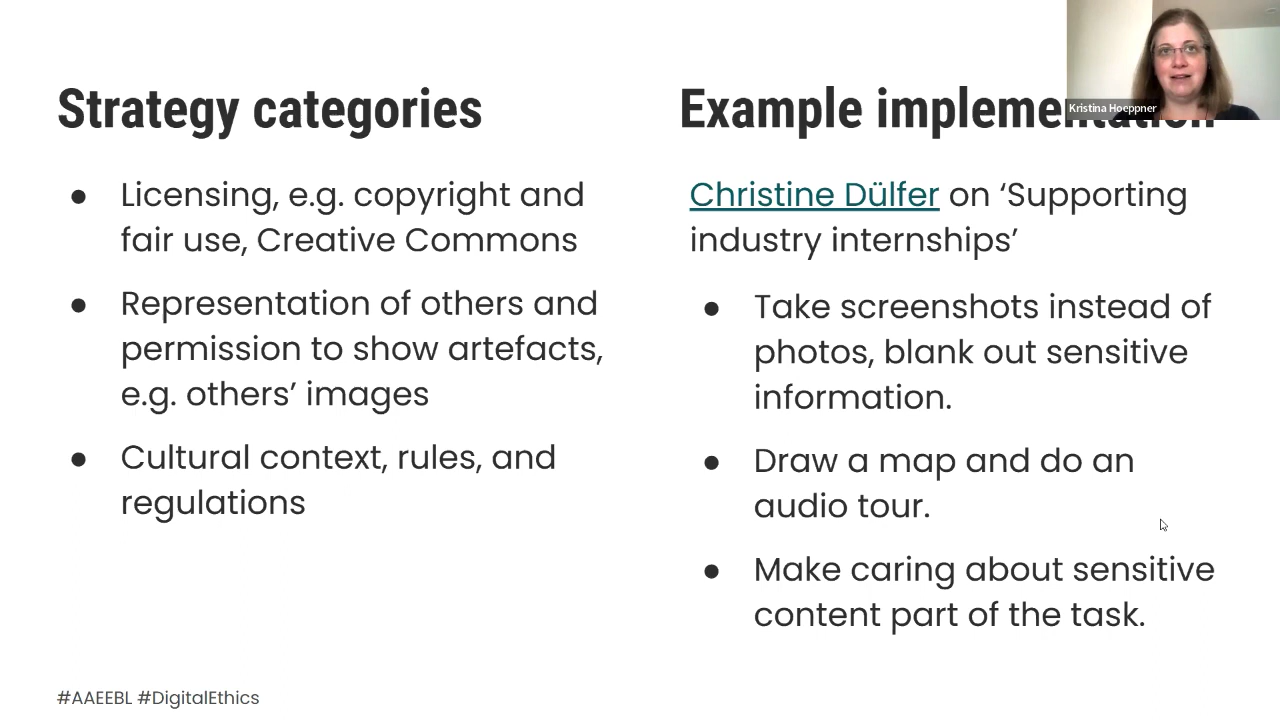 Kristina Hoeppner
Strategy categories
Licensing, e.g. copyright and
fair use, Creative Commons
Representation of others and
permission to show artefacts,
e.g. others’ images
Cultural context, rules, and
regulations
Example implementation
Christine Dülfer on ‘Supporting
industry internships’
Take screenshots instead of
photos, blank out sensitive
information.
Draw a map and do an
audio tour.
Make caring about sensitive
content part of the task.
#AAEEBL #DigitalEthics